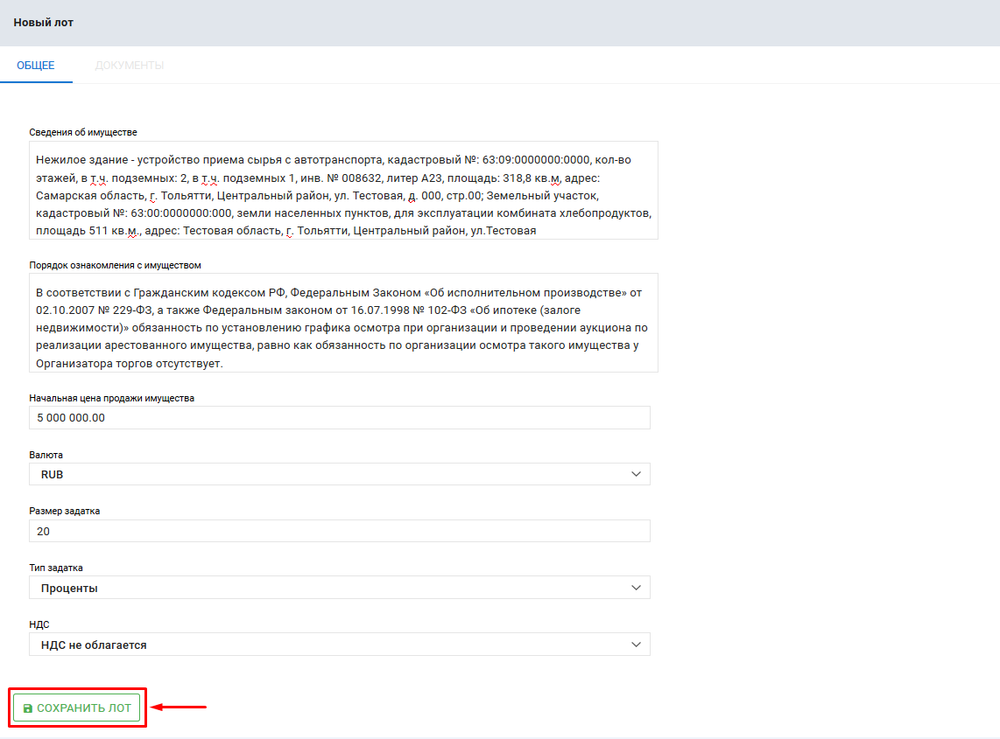 Новый лот
ОБЩЕЕ ДОКУМЕНТЫ
Сведения об имуществе
Нежилое здание - устройство приема сырья с автотранспорта, кадастровый №: 63:09:0000000:0000, кол-во
этажей, в т.ч. подземных: 2, в т.ч. подземных 1, инв. № 008632, литер А23, площадь: 318,8 кв.м, адрес:
Самарская область, г. Тольятти, Центральный район, ул. Тестовая, д. 000, стр.00; Земельный участок,
кадастровый №: 63:00:0000000:000, земли населенных пунктов, для эксплуатации комбината хлебопродуктов,
площадь 511 кв.м., адрес: Тестовая область, г. Тольятти, Центральный район, ул.Тестовая
Порядок ознакомления с имуществом
В соответствии с Гражданским кодексом РФ, Федеральным Законом «Об исполнительном производстве» от
02.10.2007 № 229-ФЗ, а также Федеральным законом от 16.07.1998 № 102-ФЗ «Об ипотеке (залоге
недвижимости)» обязанность по установлению графика осмотра при организации и проведении аукциона по
реализации арестованного имущества, равно как обязанность по организации осмотра такого имущества у
Организатора торгов отсутствует.
Начальная цена продажи имущества
5 000 000.00
Валюта
RUB
Размер задатка
20
Тип задатка
Проценты
НДС
НДС не облагается
СОХРАНИТЬ ЛОТ